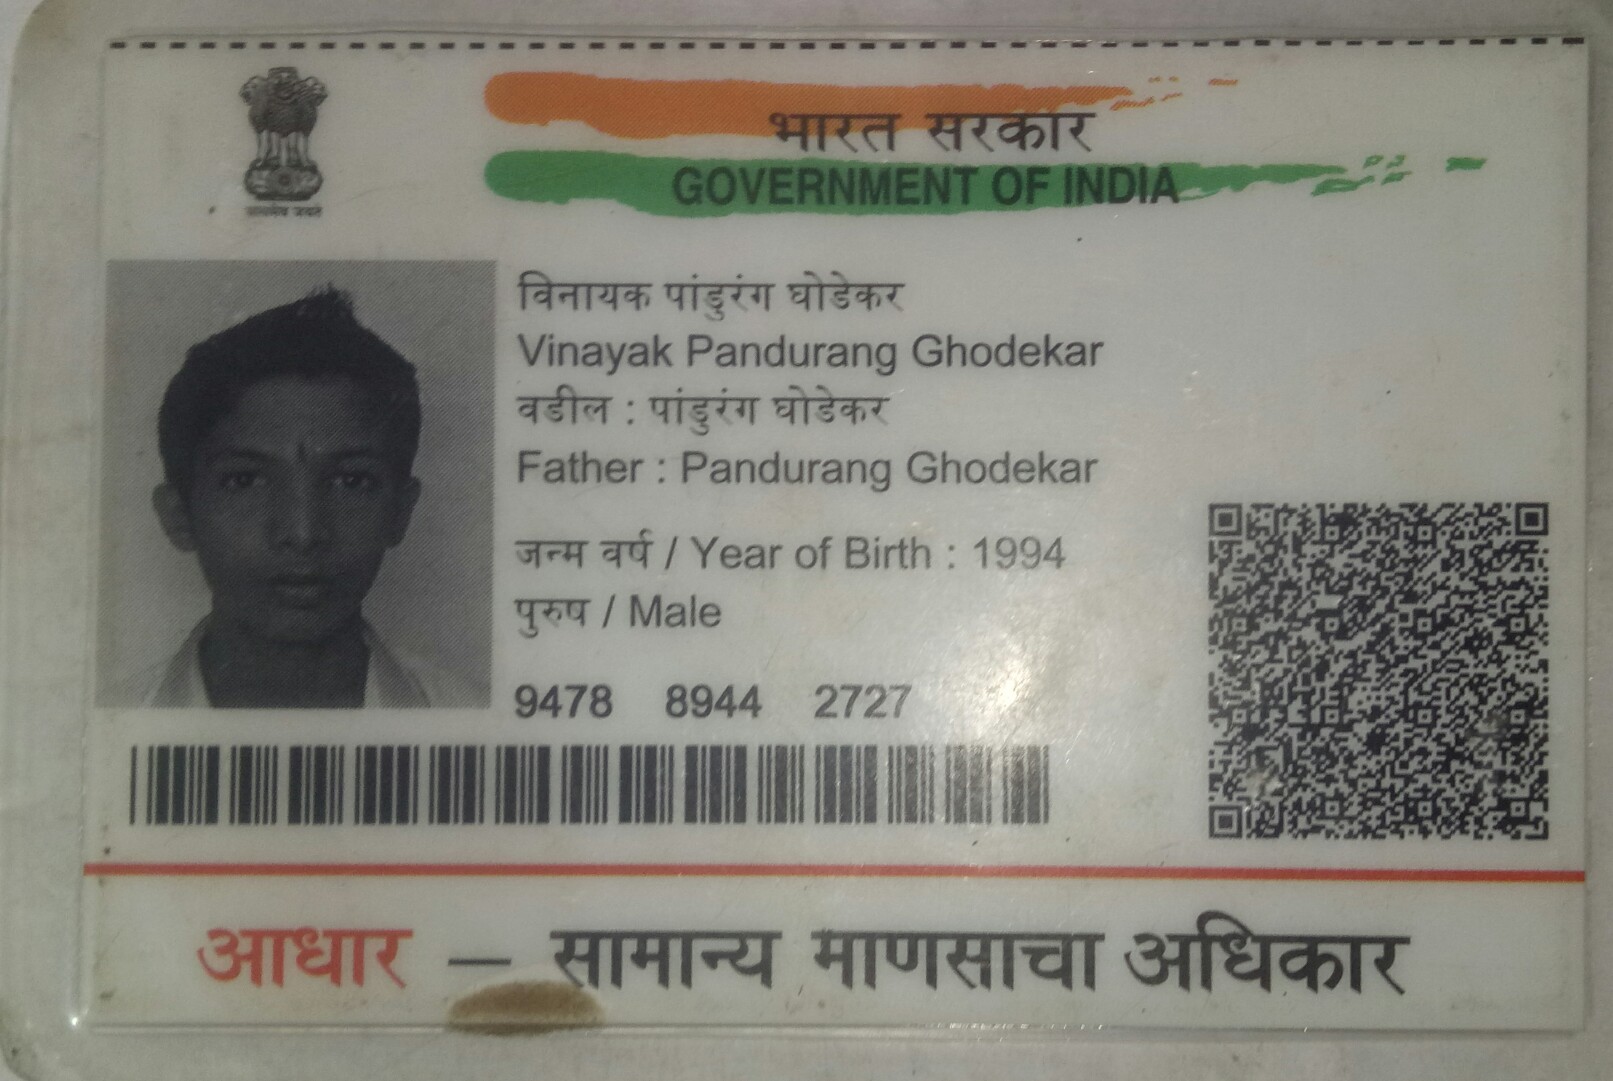 भारत सरकार
GOVERNMENT OF INDIA
सत्यमेव जयते
विनायक पांडुरंग घोडेकर
Vinayak Pandurang Ghodekar
वडील : पांडुरंग घोडेकर
Father : Pandurang Ghodekar
जन्म वर्ष / Year of Birth : 1994
पुरुष / Male
9478 8944 2727
आधार — सामान्य माणसाचा अधिकार